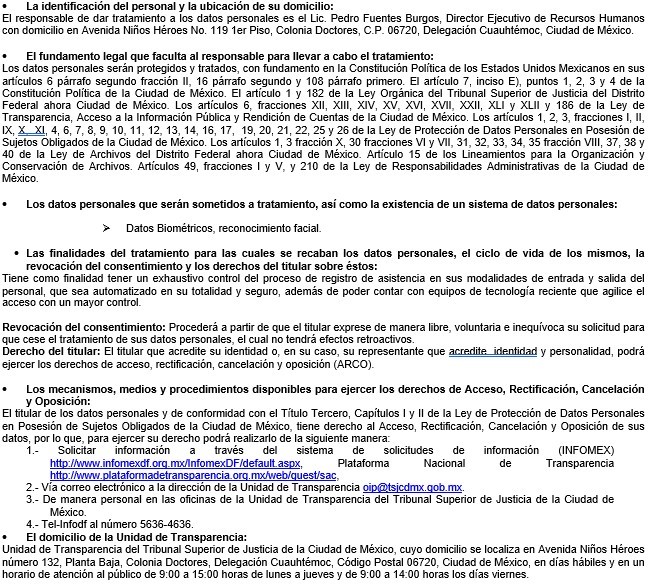 • La identificación del personal y la ubicación de su domicilio:
El responsable de dar tratamiento a los datos personales es el Lic. Pedro Fuentes Burgos, Director Ejecutivo de Recursos Humanos
con domicilio en Avenida Niños Héroes No. 119 1er Piso, Colonia Doctores, C.P. 06720, Delegación Cuauhtémoc, Ciudad de México.
• El fundamento legal que faculta al responsable para llevar a cabo el tratamiento:
Los datos personales serán protegidos y tratados, con fundamento en la Constitución Política de los Estados Unidos Mexicanos en sus
artículos 6 párrafo segundo fracción II, 16 párrafo segundo y 108 párrafo primero. El artículo 7, inciso E), puntos 1, 2, 3 y 4 de la
Constitución Política de la Ciudad de México. El artículo 1 y 182 de la Ley Orgánica del Tribunal Superior de Justicia del Distrito
Federal ahora Ciudad de México. Los artículos 6, fracciones XII, XIII, XIV, XV, XVI, XVII, XXII, XLI y XLII y 186 de la Ley de
Transparencia, Acceso a la Información Pública y Rendición de Cuentas de la Ciudad de México. Los artículos 1, 2, 3, fracciones I, II,
IX, X, XI, 4, 6, 7, 8, 9, 10, 11, 12, 13, 14, 16, 17, 19, 20, 21, 22, 25 y 26 de la Ley de Protección de Datos Personales en Posesión de
Sujetos Obligados de la Ciudad de México. Los artículos 1, 3 fracción X, 30 fracciones VI y VII, 31, 32, 33, 34, 35 fracción VIII, 37, 38 y
40 de la Ley de Archivos del Distrito Federal ahora Ciudad de México. Artículo 15 de los Lineamientos para la Organización y
Conservación de Archivos. Artículos 49, fracciones I y V, y 210 de la Ley de Responsabilidades Administrativas de la Ciudad de
México.
• Los datos personales que serán sometidos a tratamiento, así como la existencia de un sistema de datos personales:
➢ Datos Biométricos, reconocimiento facial.
• Las finalidades del tratamiento para las cuales se recaban los datos personales, el ciclo de vida de los mismos, la
revocación del consentimiento y los derechos del titular sobre éstos:
Tiene como finalidad tener un exhaustivo control del proceso de registro de asistencia en sus modalidades de entrada y salida del
personal, que sea automatizado en su totalidad y seguro, además de poder contar con equipos de tecnología reciente que agilice el
acceso con un mayor control.
Revocación del consentimiento: Procederá a partir de que el titular exprese de manera libre, voluntaria e inequívoca su solicitud para
que cese el tratamiento de sus datos personales, el cual no tendrá efectos retroactivos.
Derecho del titular: El titular que acredite su identidad o, en su caso, su representante que acredite identidad y personalidad, podrá
ejercer los derechos de acceso, rectificación, cancelación y oposición (ARCO).
• Los mecanismos, medios y procedimientos disponibles para ejercer los derechos de Acceso, Rectificación, Cancelación
y Oposición:
El titular de los datos personales y de conformidad con el Título Tercero, Capítulos I y II de la Ley de Protección de Datos Personales
en Posesión de Sujetos Obligados de la Ciudad de México, tiene derecho al Acceso, Rectificación, Cancelación y Oposición de sus
datos, por lo que, para ejercer su derecho podrá realizarlo de la siguiente manera:
1.- Solicitar información a través del sistema de solicitudes de información (INFOMEX)
http://www.infomexdf.org.mx/InfomexDF/default.aspx, Plataforma Nacional de Transparencia
http://www.plataformadetransparencia.org.mx/web/guest/sac,
2.- Vía correo electrónico a la dirección de la Unidad de Transparencia oip@tsjcdmx.gob.mx.
3.- De manera personal en las oficinas de la Unidad de Transparencia del Tribunal Superior de Justicia de la Ciudad de
México.
4.- Tel-Infodf al número 5636-4636.
• El domicilio de la Unidad de Transparencia:
Unidad de Transparencia del Tribunal Superior de Justicia de la Ciudad de México, cuyo domicilio se localiza en Avenida Niños Héroes
número 132, Planta Baja, Colonia Doctores, Delegación Cuauhtémoc, Código Postal 06720, Ciudad de México, en días hábiles y en un
horario de atención al público de 9:00 a 15:00 horas de lunes a jueves y de 9:00 a 14:00 horas los días viernes.